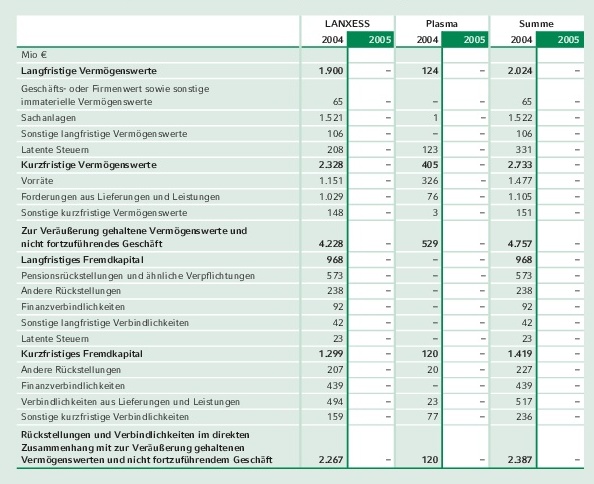 LANXESS Plasma Summe
2004 2005 2004 2005 2004 2005
Mio €
Langfristige Vermögenswerte 1.900 – 124 – 2.024 –
Geschäfts- oder Firmenwert sowie sonstige
immaterielle Vermögenswerte 65 – – – 65 –
Sachanlagen 1.521 – 1 – 1.522 –
Sonstige langfristige Vermögenswerte 106 – – – 106 –
Latente Steuern 208 – 123 – 331 –
Kurzfristige Vermögenswerte 2.328 – 405 – 2.733 –
Vorräte 1.151 – 326 – 1.477 –
Forderungen aus Lieferungen und Leistungen 1.029 – 76 – 1.105 –
Sonstige kurzfristige Vermögenswerte 148 – 3 – 151 –
Zur Veräußerung gehaltene Vermögenswerte und
nicht fortzuführendes Geschäft 4.228 – 529 – 4.757 –
Langfristiges Fremdkapital 968 – – – 968 –
Pensionsrückstellungen und ähnliche Verpflichtungen 573 – – – 573 –
Andere Rückstellungen 238 – – – 238 –
Finanzverbindlichkeiten 92 – – – 92 –
Sonstige langfristige Verbindlichkeiten 42 – – – 42 –
Latente Steuern 23 – – – 23 –
Kurzfristiges Fremdkapital 1.299 – 120 – 1.419 –
Andere Rückstellungen 207 – 20 – 227 –
Finanzverbindlichkeiten 439 – – – 439 –
Verbindlichkeiten aus Lieferungen und Leistungen 494 – 23 – 517 –
Sonstige kurzfristige Verbindlichkeiten 159 – 77 – 236 –
Rückstellungen und Verbindlichkeiten im direkten
Zusammenhang mit zur Veräußerung gehaltenen
Vermögenswerten und nicht fortzuführendem Geschäft 2.267 – 120 – 2.387 –